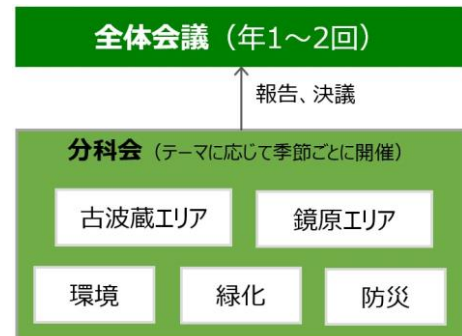 全体会議（年1～2回）
報告、決議
分科会（テーマに応じて季節ごとに開催）
古波蔵エリア
鏡原エリア
環境
緑化
防災